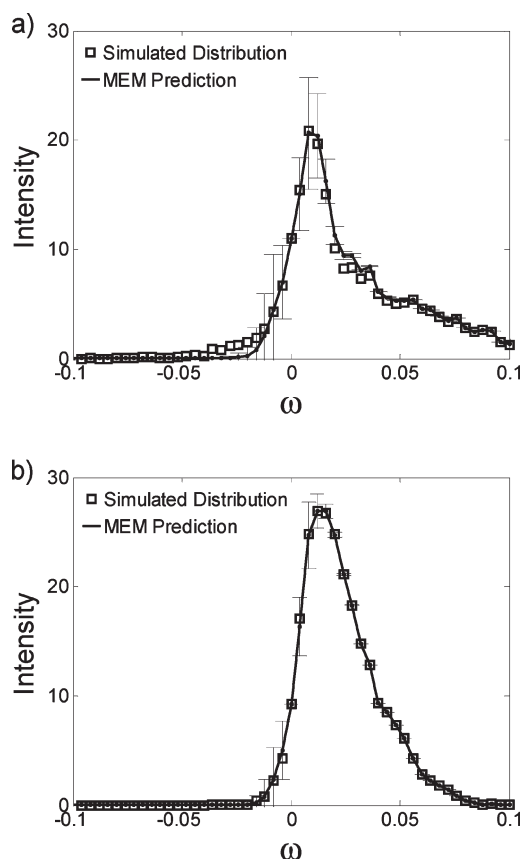 a)
30
Simulated Distribution
MEM Prediction
20
Intensity
10
0
-0.1 -0.05 0 0.05 0.1
ω
b)
30
Simulated Distribution
MEM Prediction
20
Intensity
10
0
-0.1 -0.05 0 0.05 0.1
ω